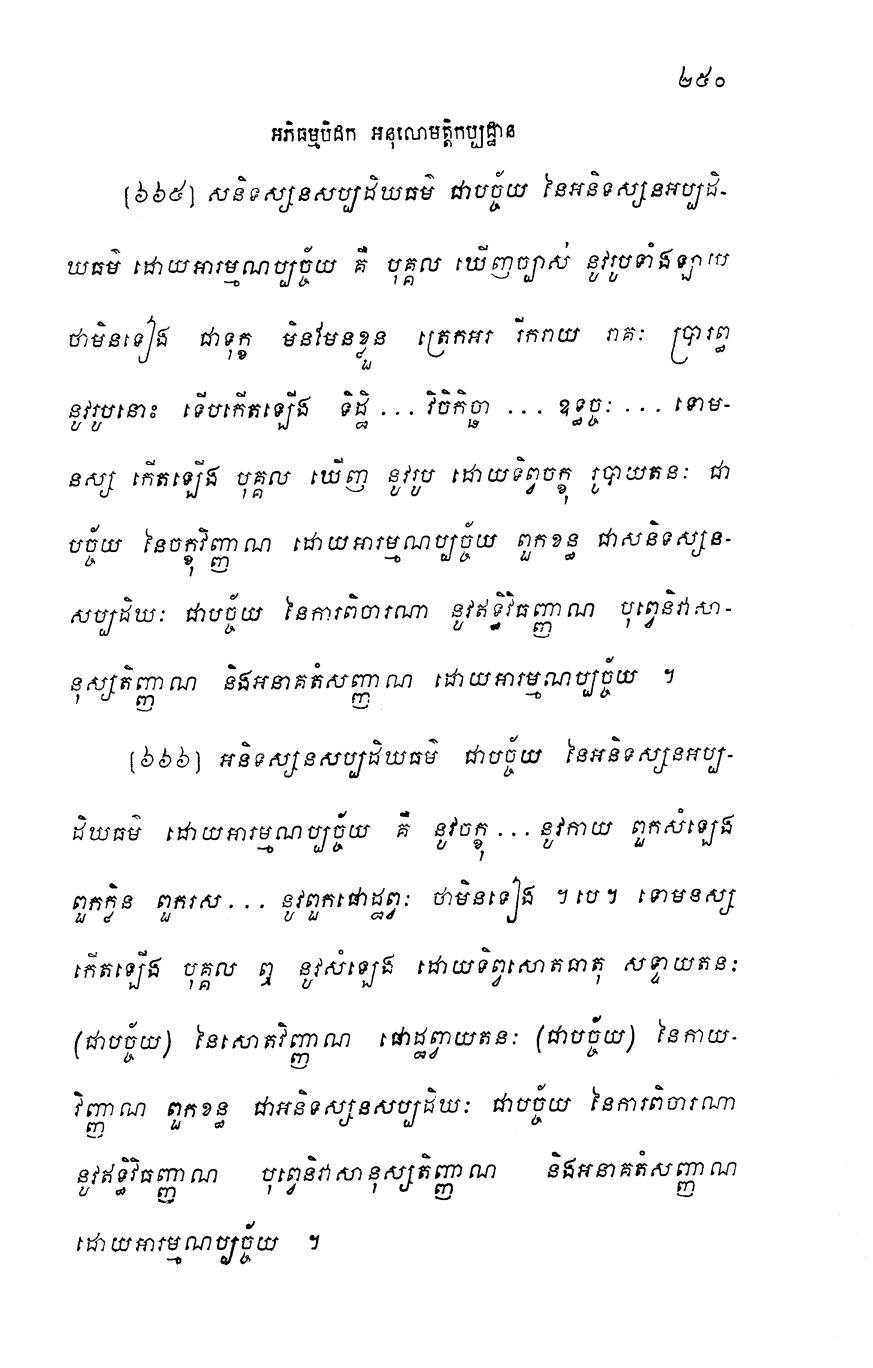 ២៥០
អភិធម្មបិដក អនុលោមត្តិកប្បដ្ឋាន
[៦៦៥] សនិទស្សនសប្បដិឃធម៌ ជាបច្ច័យ នៃអនិទស្សនអប្បដិ-
ឃធម៌ ដោយអារម្មណប្បច្ច័យ គឺ បុគ្គល ឃើញច្បាស់ នូវរូបទាំងឡាយ
ថាមិនទៀង ជាទុក្ខ មិនមែនខ្លួន ត្រេកអរ រីករាយ រាគៈ ប្រារព្ធ
នូវរូបនោះ ទើបកើតឡើង ទិដ្ឋិ ... វិចិកិច្ឆា ... ឧទ្ធច្ចៈ ... ទោម-
នស្ស កើតឡើង បុគ្គល ឃើញ នូវរូប ដោយទិព្វចក្ខុ រូបាយតនៈ ជា
បច្ច័យ នៃចក្ខុវិញ្ញាណ ដោយអារម្មណប្បច្ច័យ ពួកខន្ធ ជាសនិទស្សន-
សប្បដិឃៈ ជាបច្ច័យ នៃការពិចារណា នូវឥទ្ធិវិធញ្ញាណ បុព្វេនិវាសា-
នុស្សតិញ្ញាណ និងអនាគតំសញ្ញាណ ដោយអារម្មណប្បច្ច័យ ។
[៦៦៦] អនិទស្សនសប្បដិឃធម៌ ជាបច្ច័យ នៃអនិទស្សនអប្ប-
ដិឃធម៌ ដោយអារម្មណប្បច្ច័យ គឺ នូវចក្ខុ ... នូវកាយ ពួកសំឡេង
ពួកក្លិន ពួករស ... នូវពួកផោដ្ឋព្វៈ ថាមិនទៀង ។បេ។ ទោមនស្ស
កើតឡើង បុគ្គល ឮ នូវសំឡេង ដោយទិព្វសោតធាតុ សទ្ទាយតនៈ
(ជាបច្ច័យ) នៃសោតវិញ្ញាណ ផោដ្ឋព្វាយតនៈ (ជាបច្ច័យ) នៃកាយ-
វិញ្ញាណ ពួកខន្ធ ជាអនិទស្សនសប្បដិឃៈ ជាបច្ច័យ នៃការពិចារណា
នូវឥទ្ធិវិធញ្ញាណ បុព្វេនិវាសានុស្សតិញ្ញាណ និងអនាគតំសញ្ញាណ
ដោយអារម្មណប្បច្ច័យ ។